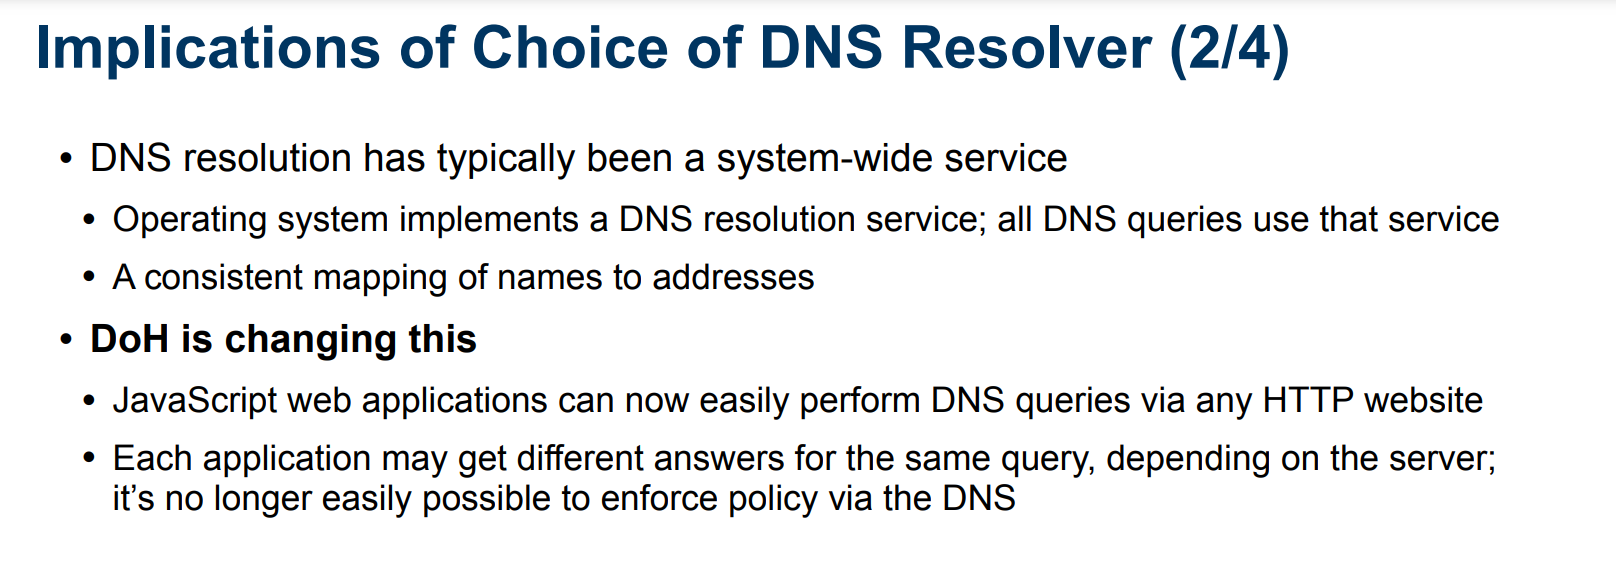 Implications of Choice of DNS Resolver (2/4)
• DNS resolution has typically been a system-wide service
• Operating system implements a DNS resolution service; all DNS queries use that service
• A consistent mapping of names to addresses
• DoH is changing this
• JavaScript web applications can now easily perform DNS queries via any HTTP website
• Each application may get different answers for the same query, depending on the server;
it’s no longer easily possible to enforce policy via the DNS